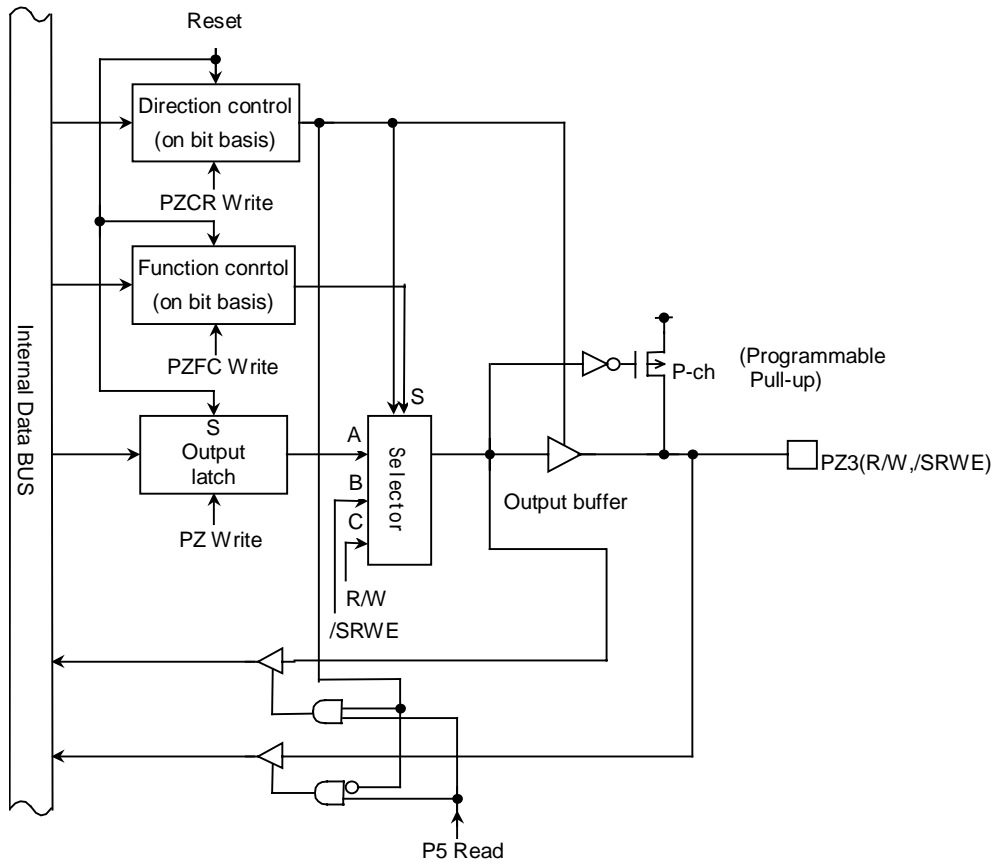 Reset
Direction control
(on bit basis)
PZCR Write
Function conrtol
(on bit basis)
PZFC Write
Internal Data BUS
P-ch
(Programmable
Pull-up)
S
S
Output
latch
A
B
C
Selector
PZ3(R/W,/SRWE)
Output buffer
PZ Write
R/W
/SRWE
P5 Read